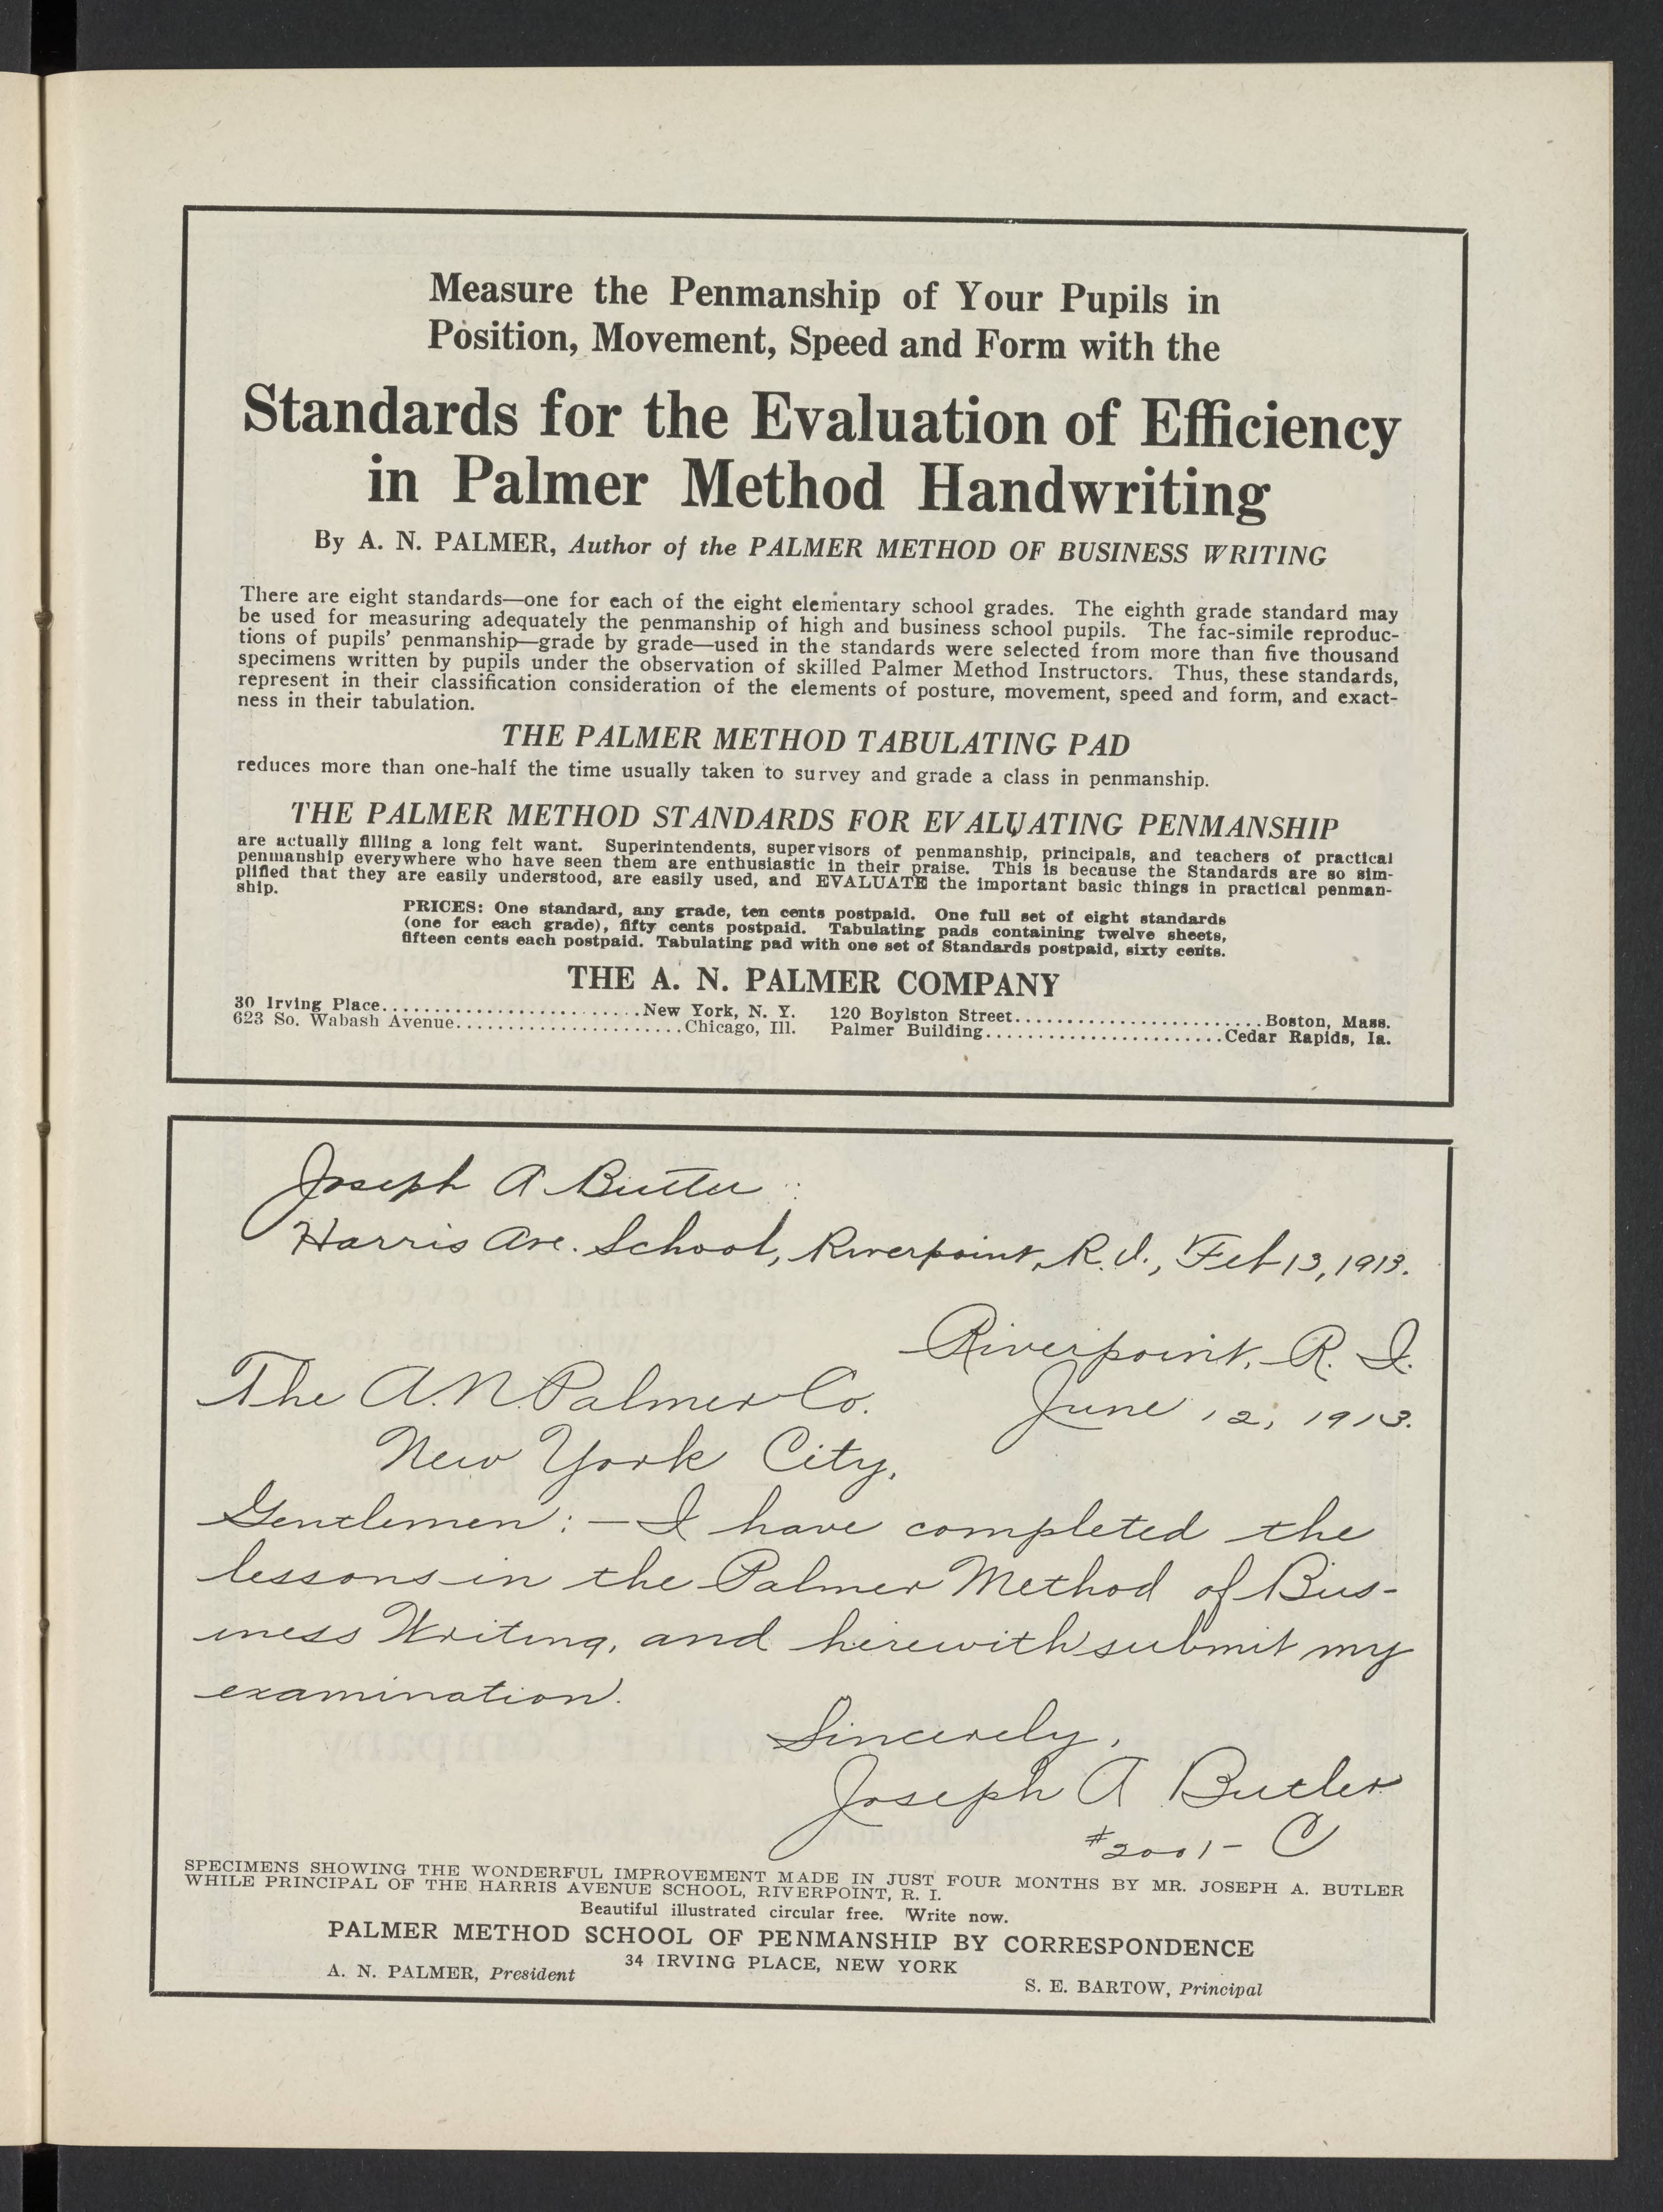 Measure the Penmanship of Your Pupils in
Position, Movement, Speed and Form with the
Standards for the Evaluation of Efficiency
in Palmer Method Handwriting
By A. N. PALMER, Author of the PALMER METHOD OF BUSINESS WRITING
There are eight standards—one for each of the eight elementary school grades. The eighth grade standard may
be used for measuring adequately the penmanship of high and business school pupils. The fac-simile reproduc-
tions of pupils' penmanship—grade by grade—used in the standards were selected from more than five thousand
specimens written by pupils under the observation of skilled Palmer Method Instructors. Thus, these standards,
represent in their classification consideration of the elements of posture, movement, speed and form, and exact-
ness in their tabulation.
THE PALMER METHOD TABULATING PAD
reduces more than one-half the time usually taken to survey and grade a class in penmanship.
THE PALMER METHOD STANDARDS FOR EVALUATING PENMANSHIP
are actually filling a long felt want. Superintendents, supervisors of penmanship, principals, and teachers of practical
penmanship everywhere who have seen them are enthusiastic in their praise. This is because the Standards are so sim-
plified that they are easily understood, are easily used, and EVALUATE the important basic things in practical penman-
ship.
PRICES: One standard, any grade, ten cents postpaid. One full set of eight standards
(one for each grade), fifty cents postpaid. Tabulating pads containing twelve sheets,
fifteen cents each postpaid. Tabulating pad with one set of Standards postpaid, sixty cents.
THE A. N. PALMER COMPANY
30 Irving Place.........................New York, N. Y. 120 Boylston Street........................Boston, Mass.
623 So. Wabash Avenue......................Chicago, Ill. Palmer Building.......................Cedar Rapids, Ia.
Joseph A Butler
Harris Ave. School, Riverpoint, R. I., Feb 13, 1913.
Riverpoint, R. I.
The A. N. Palmer Co. June 12, 1913.
New York City,
Gentlemen: — I have completed the
lessons in the Palmer Method of Bus-
iness Writing, and herewith submit my
examination.
Sincerely,
Joseph A Butler
#2001- C
SPECIMENS SHOWING THE WONDERFUL IMPROVEMENT MADE IN JUST FOUR MONTHS BY MR. JOSEPH A. BUTLER
WHILE PRINCIPAL OF THE HARRIS AVENUE SCHOOL, RIVERPOINT, R. I.
Beautiful illustrated circular free. Write now.
PALMER METHOD SCHOOL OF PENMANSHIP BY CORRESPONDENCE
34 IRVING PLACE, NEW YORK
A. N. PALMER, President S. E. BARTOW, Principal